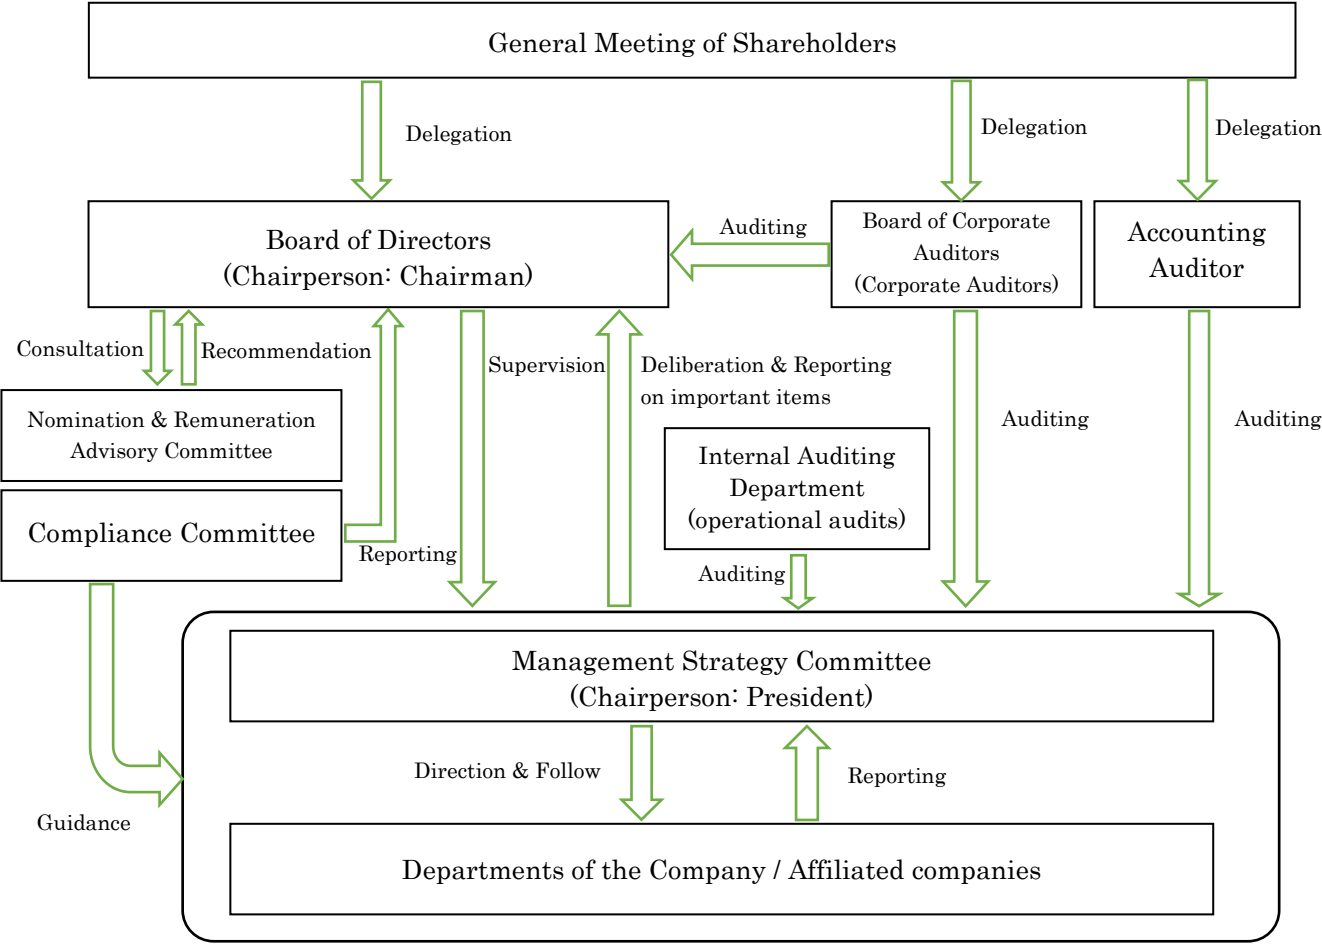 General Meeting of Shareholders
Delegation
Delegation
Delegation
Board of Directors
(Chairperson: Chairman)
Auditing
Board of Corporate
Auditors
(Corporate Auditors)
Accounting
Auditor
Consultation
Recommendation
Supervision
Deliberation & Reporting
on important items
Nomination & Remuneration
Advisory Committee
Auditing
Auditing
Internal Auditing
Department
(operational audits)
Compliance Committee
Reporting
Auditing
Management Strategy Committee
(Chairperson: President)
Direction & Follow
Reporting
Guidance
Departments of the Company / Affiliated companies